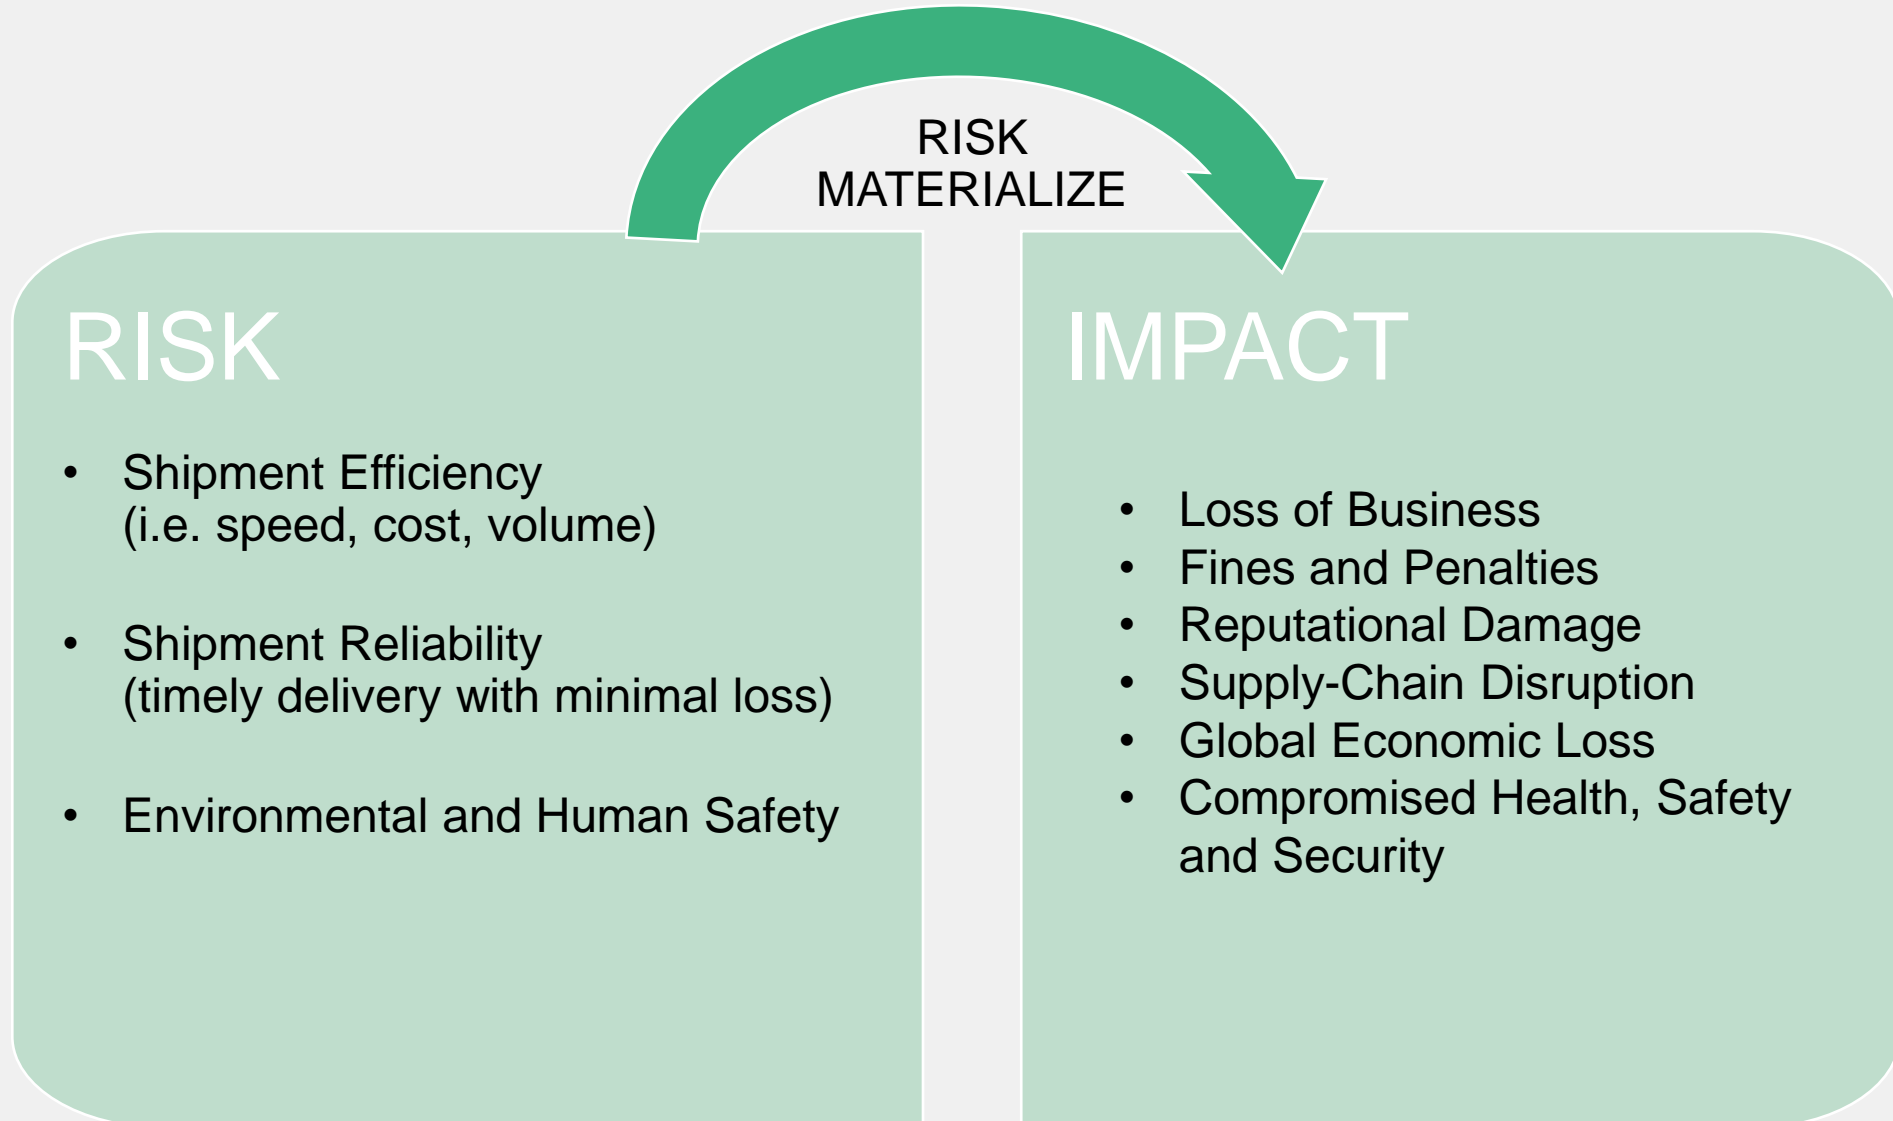 RISK
MATERIALIZE
RISK
• Shipment Efficiency
(i.e. speed, cost, volume)
• Shipment Reliability
(timely delivery with minimal loss)
• Environmental and Human Safety
IMPACT
• Loss of Business
• Fines and Penalties
• Reputational Damage
• Supply-Chain Disruption
• Global Economic Loss
• Compromised Health, Safety
and Security